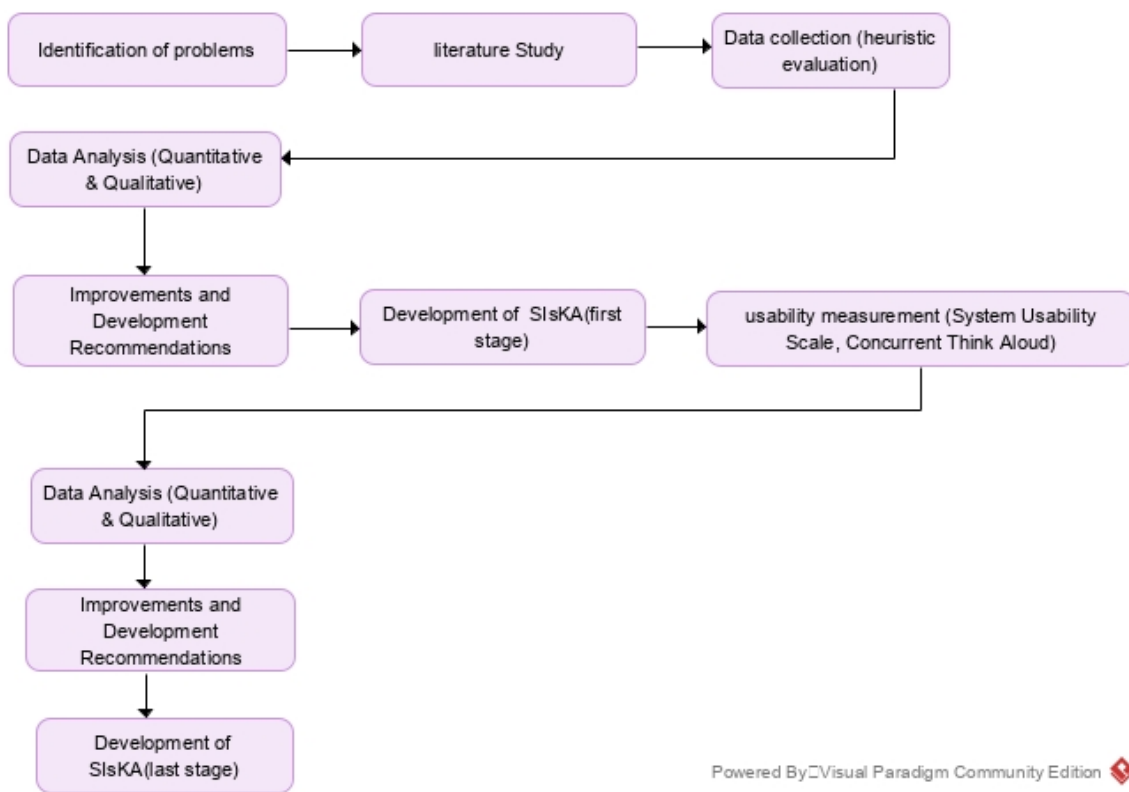 Identification of problems
literature Study
Data collection (heuristic
evaluation)
Data Analysis (Quantitative
& Qualitative)
Improvements and
Development
Recommendations
Development of SIsKA(first
stage)
usability measurement (System Usability
Scale, Concurrent Think Aloud)
Data Analysis (Quantitative
& Qualitative)
Improvements and
Development
Recommendations
Development of
SIsKA(last stage)
Powered By□Visual Paradigm Community Edition